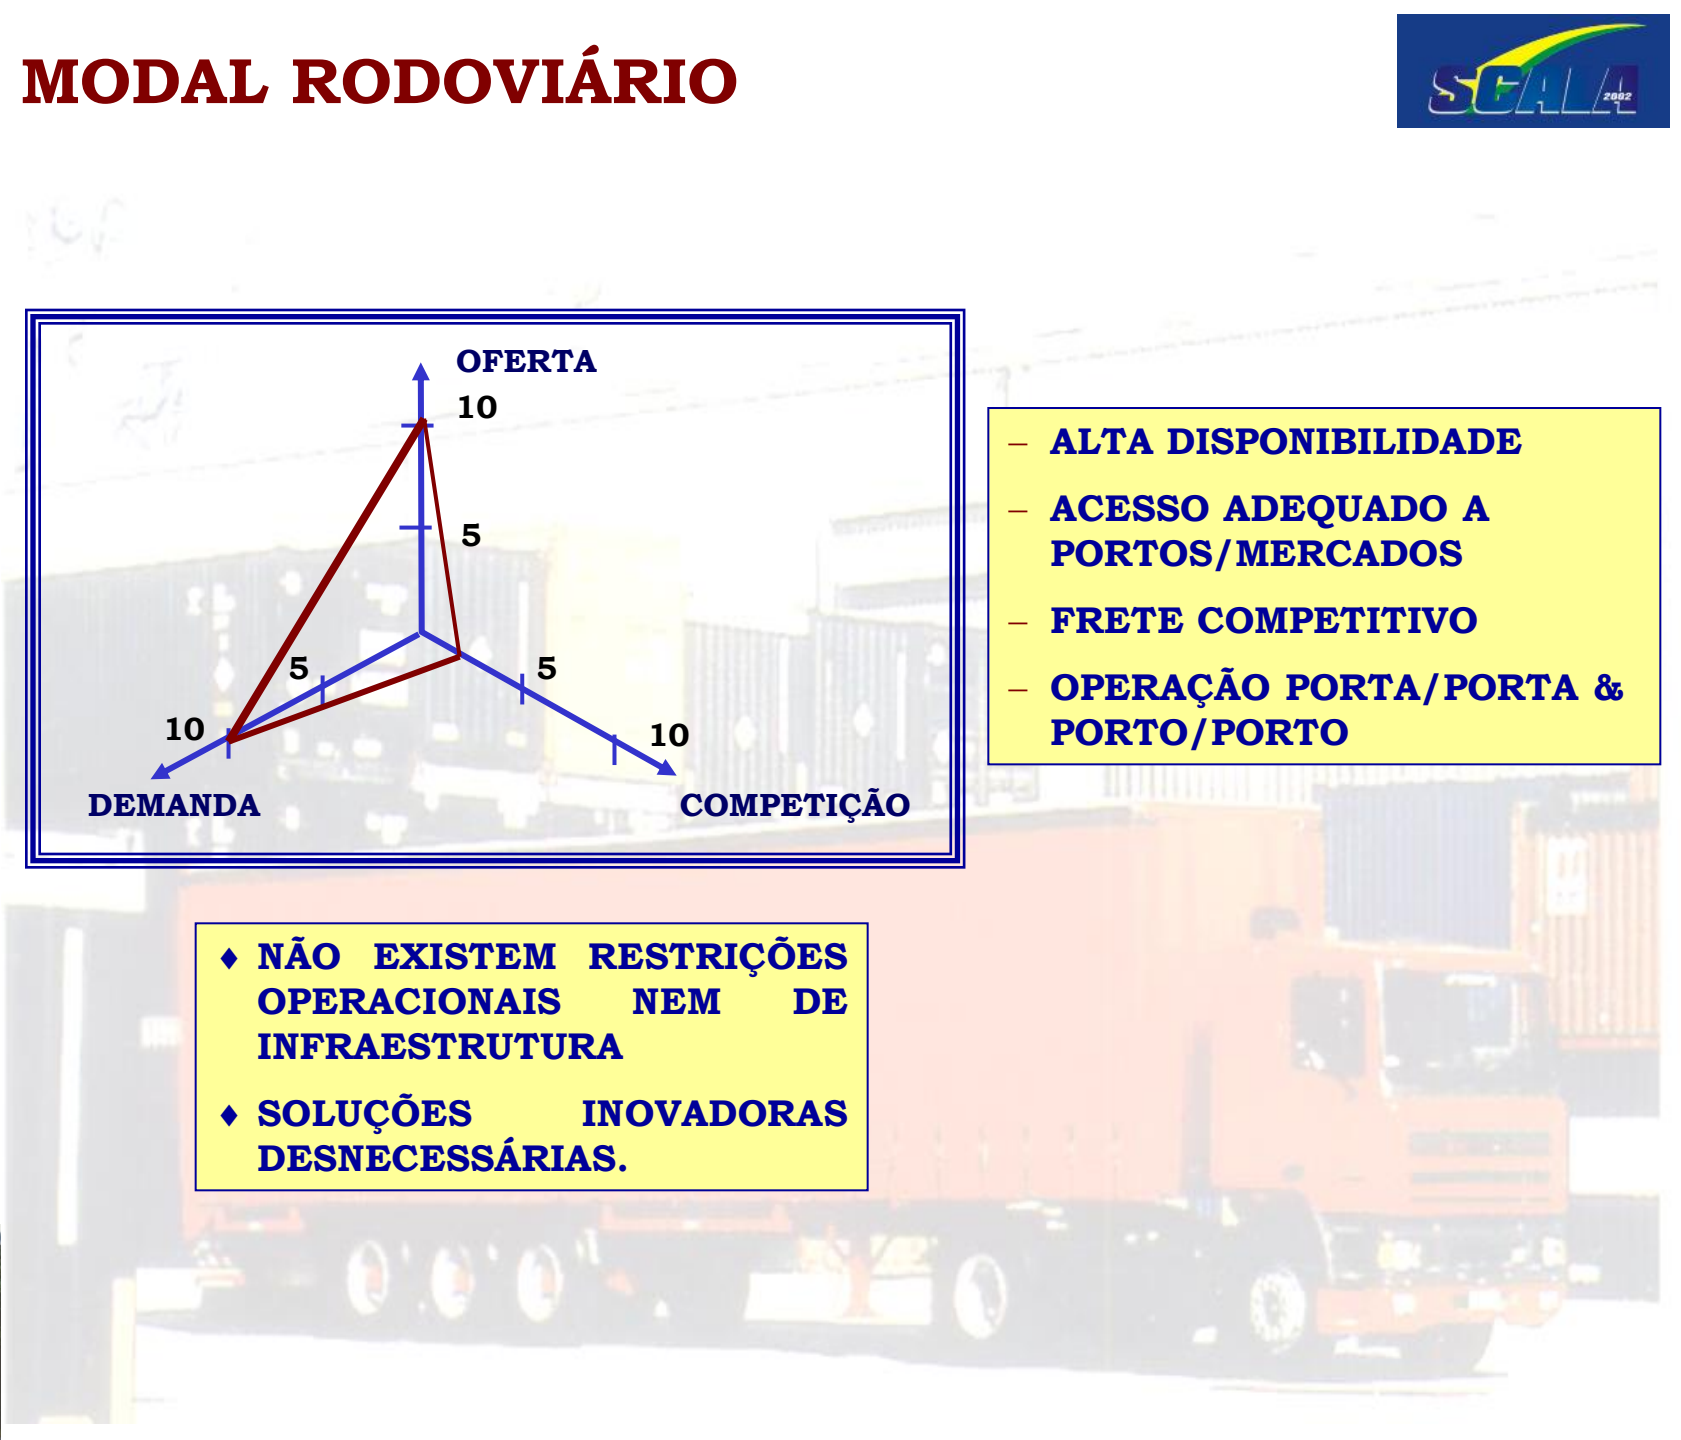 MODAL RODOVIÁRIO
SCALA
2002
OFERTA
10
5
5
5
10
10
DEMANDA
COMPETIÇÃO
– ALTA DISPONIBILIDADE
– ACESSO ADEQUADO A
PORTOS/MERCADOS
– FRETE COMPETITIVO
– OPERAÇÃO PORTA/PORTA &
PORTO/PORTO
♦ NÃO EXISTEM RESTRIÇÕES
OPERACIONAIS NEM DE
INFRAESTRUTURA
♦ SOLUÇÕES INOVADORAS
DESNECESSÁRIAS.